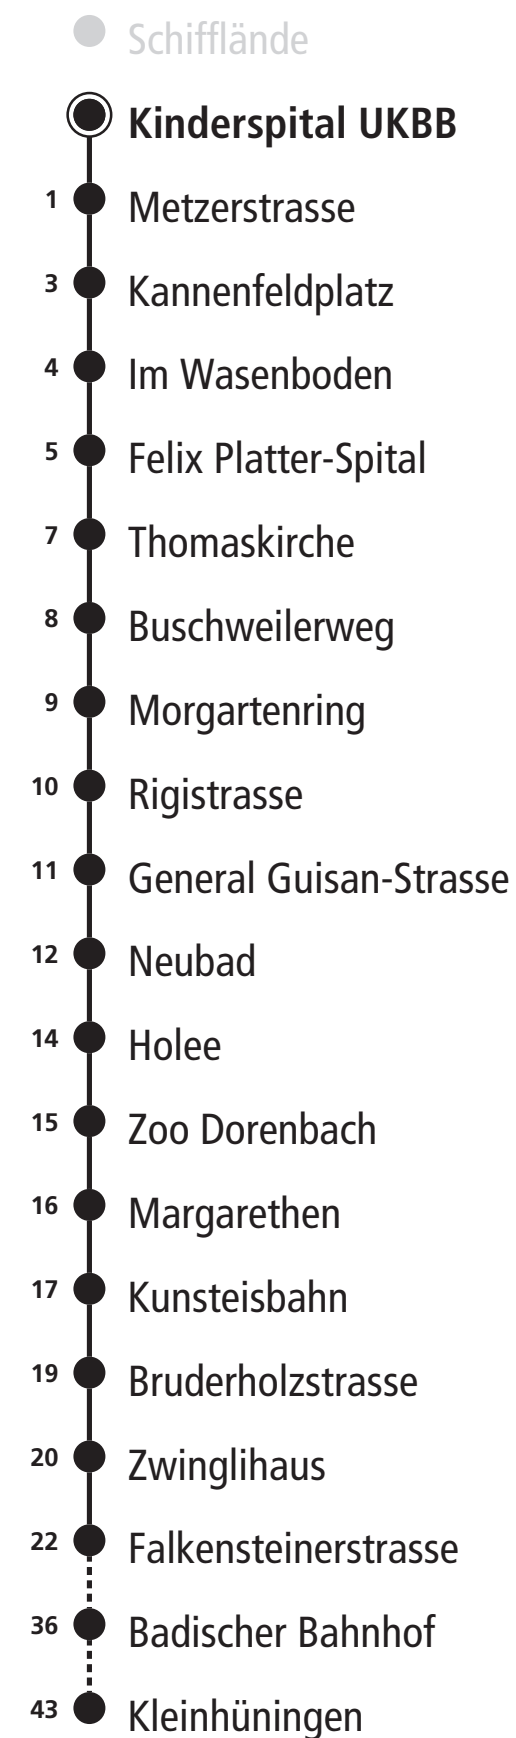 Schifflände
Kinderspital UKBB
1 Metzerstrasse
3 Kannenfeldplatz
4 Im Wasenboden
5 Felix Platter-Spital
7 Thomaskirche
8 Buschweilerweg
9 Morgartenring
10 Rigistrasse
11 General Guisan-Strasse
12 Neubad
14 Holee
15 Zoo Dorenbach
16 Margarethen
17 Kunsteisbahn
19 Bruderholzstrasse
20 Zwinglihaus
22 Falkensteinerstrasse
36 Badischer Bahnhof
43 Kleinhüningen